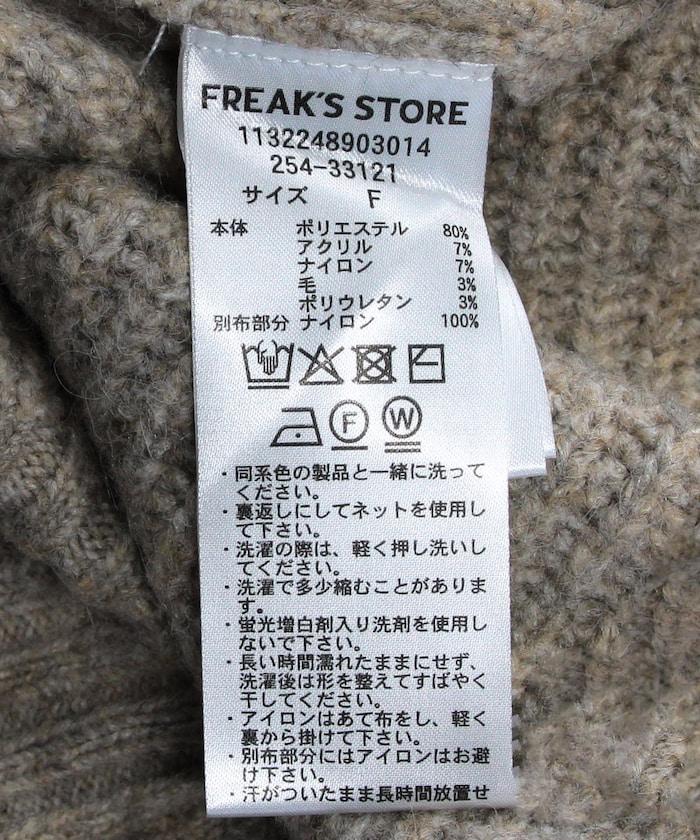 FREAK'S STORE
1132248903014
254-33121
サイズ F
本体 ポリエステル 80%
アクリル 7%
ナイロン 7%
毛 3%
ポリウレタン 3%
別布部分 ナイロン 100%
F W
・同系色の製品と一緒に洗って
ください。
・裏返しにしてネットを使用し
て下さい。
・洗濯の際は、軽く押し洗いし
てください。
・洗濯で多少縮むことがありま
す。
・蛍光増白剤入り洗剤を使用し
ないで下さい。
・長い時間濡れたままにせず、
洗濯後は形を整えてすばやく
干してください。
・アイロンはあて布をし、軽く
裏から掛けて下さい。
・別布部分にはアイロンはお避
け下さい。
・汗がついたまま長時間放置せ